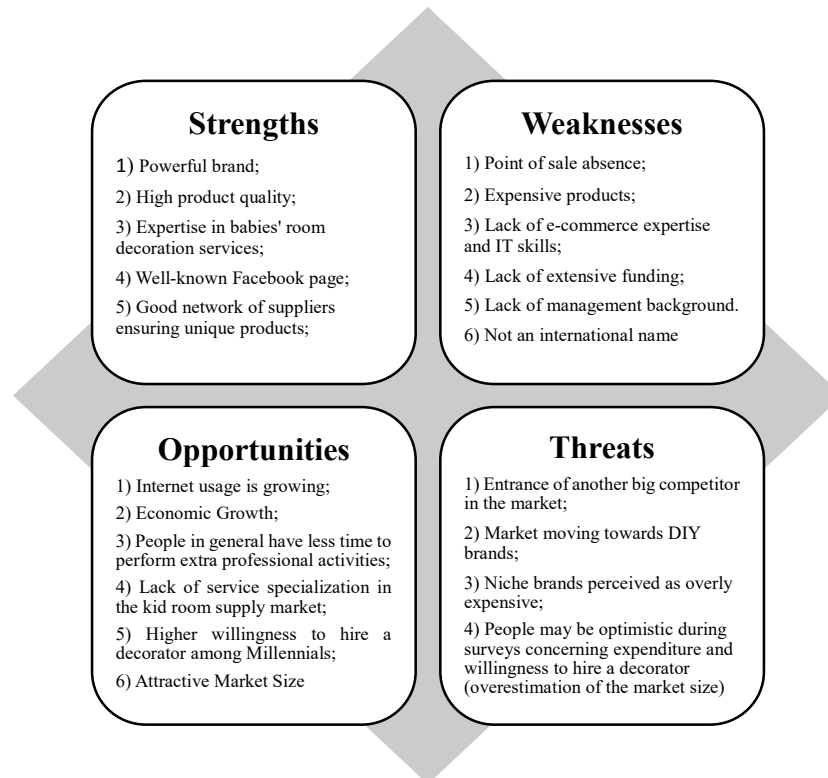 Strengths
1) Powerful brand;
2) High product quality;
3) Expertise in babies' room
decoration services;
4) Well-known Facebook page;
5) Good network of suppliers
ensuring unique products;
Weaknesses
1) Point of sale absence;
2) Expensive products;
3) Lack of e-commerce expertise
and IT skills;
4) Lack of extensive funding;
5) Lack of management background.
6) Not an international name
Opportunities
1) Internet usage is growing;
2) Economic Growth;
3) People in general have less time to
perform extra professional activities;
4) Lack of service specialization in
the kid room supply market;
5) Higher willingness to hire a
decorator among Millennials;
6) Attractive Market Size
Threats
1) Entrance of another big competitor
in the market;
2) Market moving towards DIY
brands;
3) Niche brands perceived as overly
expensive;
4) People may be optimistic during
surveys concerning expenditure and
willingness to hire a decorator
(overestimation of the market size)